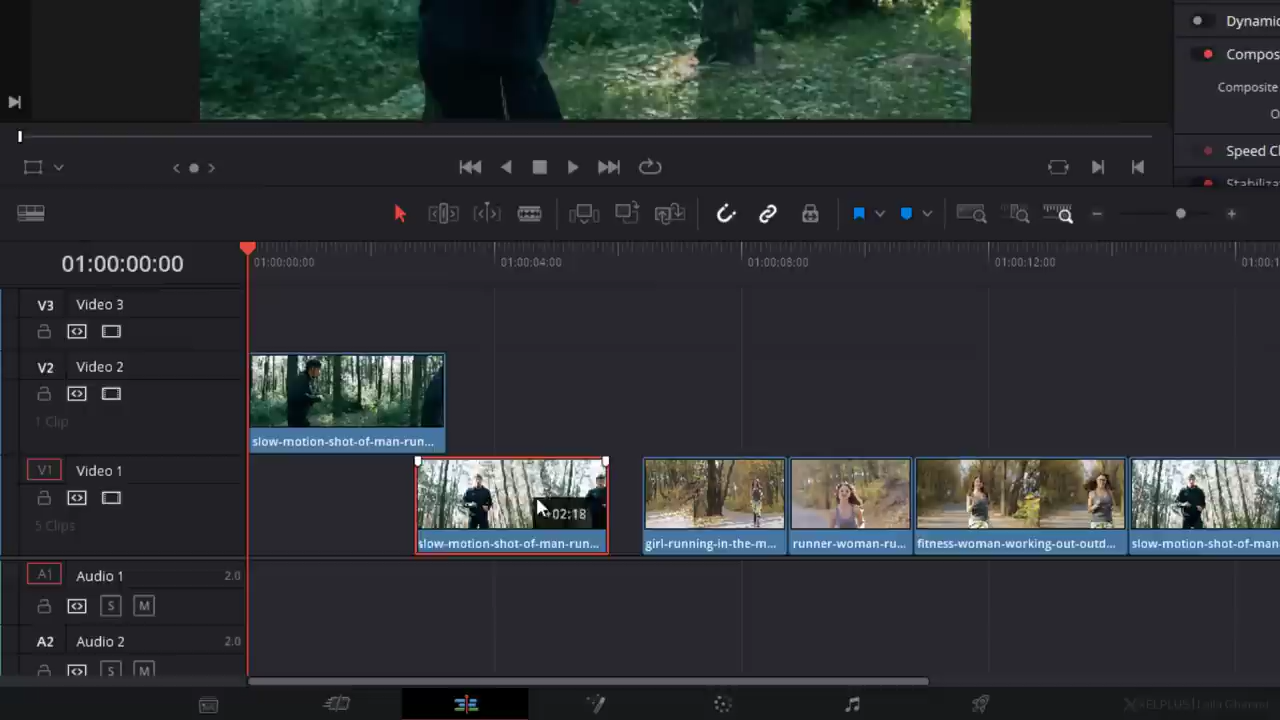 Dynamic
Compos
Composite
O
Speed Cl
Stabiliza
01:00:00:00
01:00:00:00
01:00:04:00
01:00:08:00
01:00:12:00
01:00:1
V3 Video 3
V2 Video 2
1 Clip
slow-motion-shot-of-man-run...
V1 Video 1
5 Clips
+02:18
slow-motion-shot-of-man-run...
girl-running-in-the-m...
runner-woman-ru...
fitness-woman-working-out-outd...
slow-motion-shot-of-man
A1 Audio 1 2.0
S M
A2 Audio 2 2.0
S M